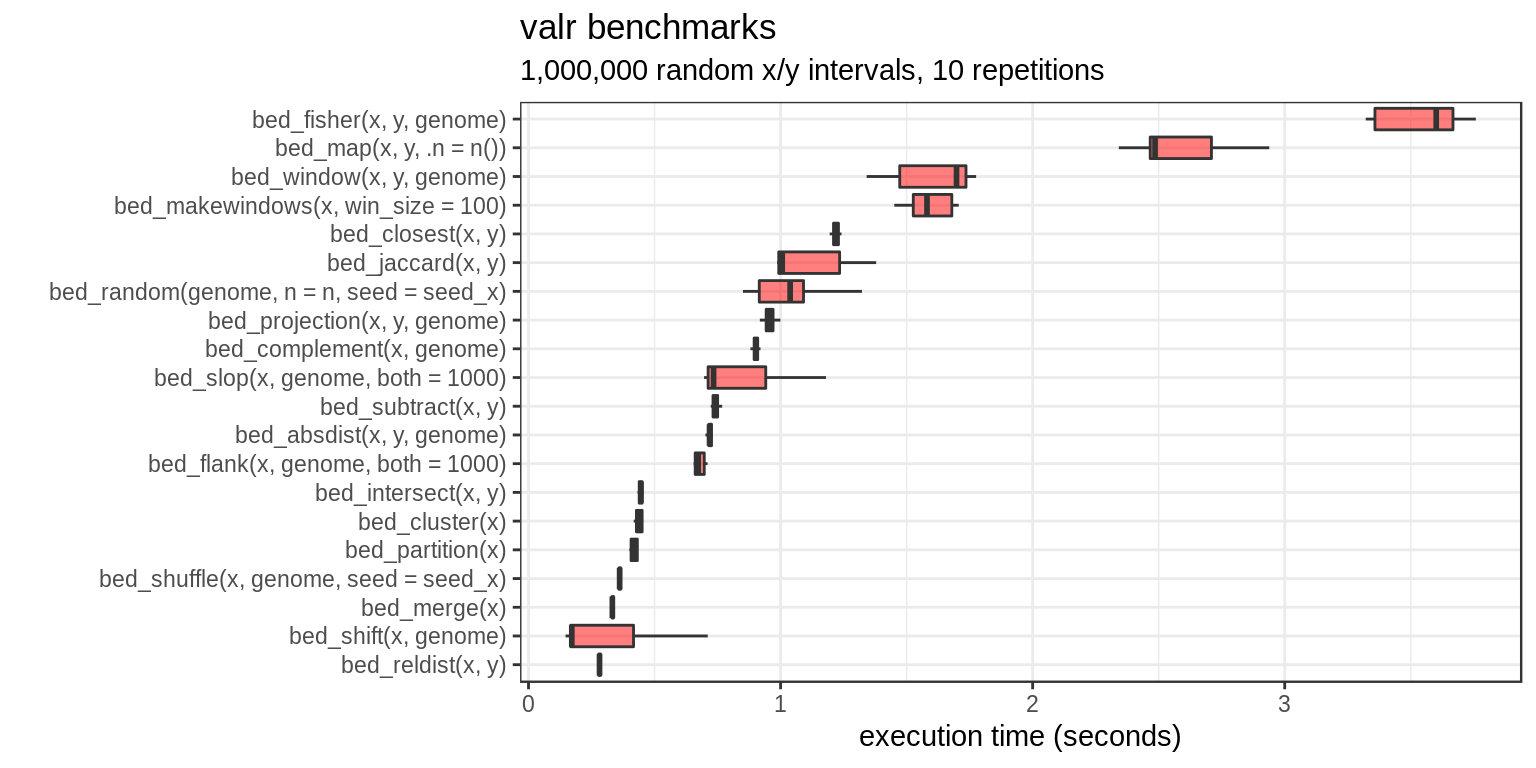 valr benchmarks
1,000,000 random x/y intervals, 10 repetitions
bed_fisher(x, y, genome)
bed_map(x, y, .n = n())
bed_window(x, y, genome)
bed_makewindows(x, win_size = 100)
bed_closest(x, y)
bed_jaccard(x, y)
bed_random(genome, n = n, seed = seed_x)
bed_projection(x, y, genome)
bed_complement(x, genome)
bed_slop(x, genome, both = 1000)
bed_subtract(x, y)
bed_absdist(x, y, genome)
bed_flank(x, genome, both = 1000)
bed_intersect(x, y)
bed_cluster(x)
bed_partition(x)
bed_shuffle(x, genome, seed = seed_x)
bed_merge(x)
bed_shift(x, genome)
bed_reldist(x, y)
0 1 2 3
execution time (seconds)